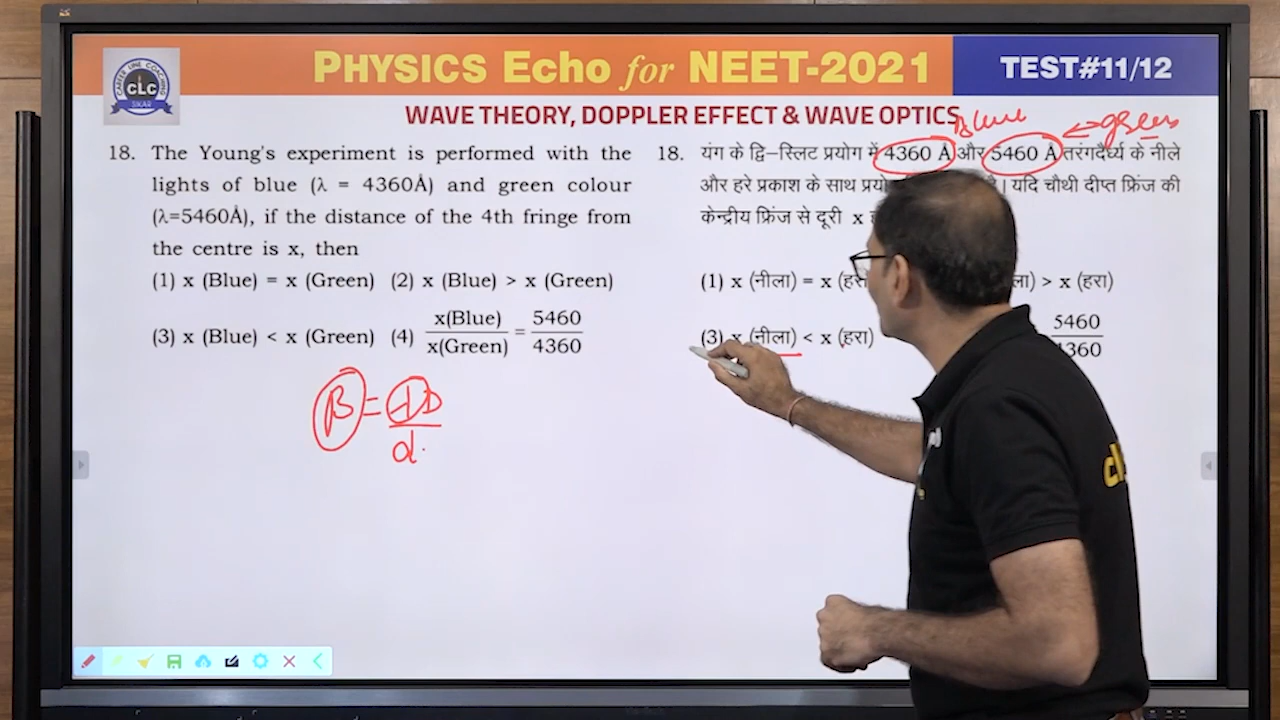 PHYSICS Echo for NEET-2021
TEST#11/12
CAREER LINE COACHING
CLC
SIKAR
WAVE THEORY, DOPPLER EFFECT & WAVE OPTICS
Blue
green
18. The Young's experiment is performed with the
lights of blue (λ = 4360Å) and green colour
(λ=5460Å), if the distance of the 4th fringe from
the centre is x, then
(1) x (Blue) = x (Green) (2) x (Blue) > x (Green)
(3) x (Blue) < x (Green) (4) x(Blue)/x(Green) = 5460/4360
β = λD/d
18. यंग के द्वि–स्लिट प्रयोग में 4360 Å और 5460 Å तरंगदैर्ध्य के नीले
और हरे प्रकाश के साथ । यदि चौथी दीप्त फ्रिंज की
केन्द्रीय फ्रिंज से दूरी x
(1) x (नीला) = x > x (हरा)
(3) x (नीला) < x (हरा) 5460
4360